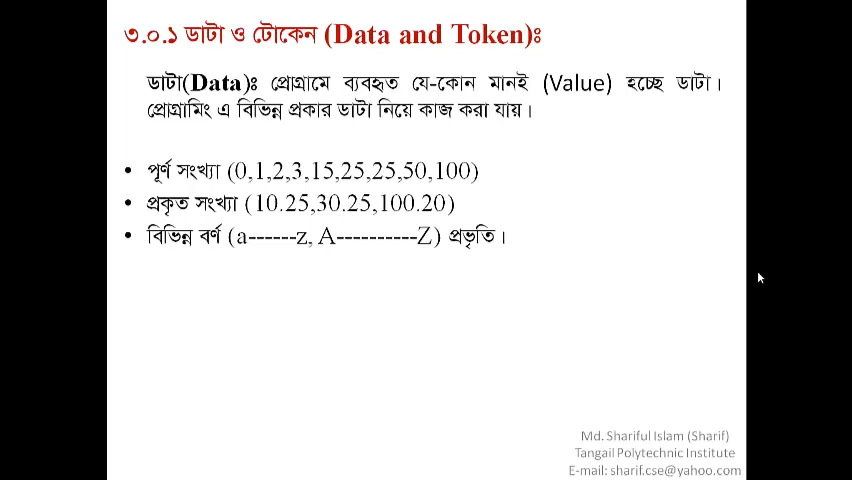 ৩.০.১ ডাটা ও টোকেন (Data and Token)ঃ
ডাটা(Data)ঃ প্রোগ্রামে ব্যবহৃত যে-কোন মানই (Value) হচ্ছে ডাটা।
প্রোগ্রামিং এ বিভিন্ন প্রকার ডাটা নিয়ে কাজ করা যায়।
• পূর্ণ সংখ্যা (0,1,2,3,15,25,25,50,100)
• প্রকৃত সংখ্যা (10.25,30.25,100.20)
• বিভিন্ন বর্ণ (a------z, A----------Z) প্রভৃতি।
Md. Shariful Islam (Sharif)
Tangail Polytechnic Institute
E-mail: sharif.cse@yahoo.com